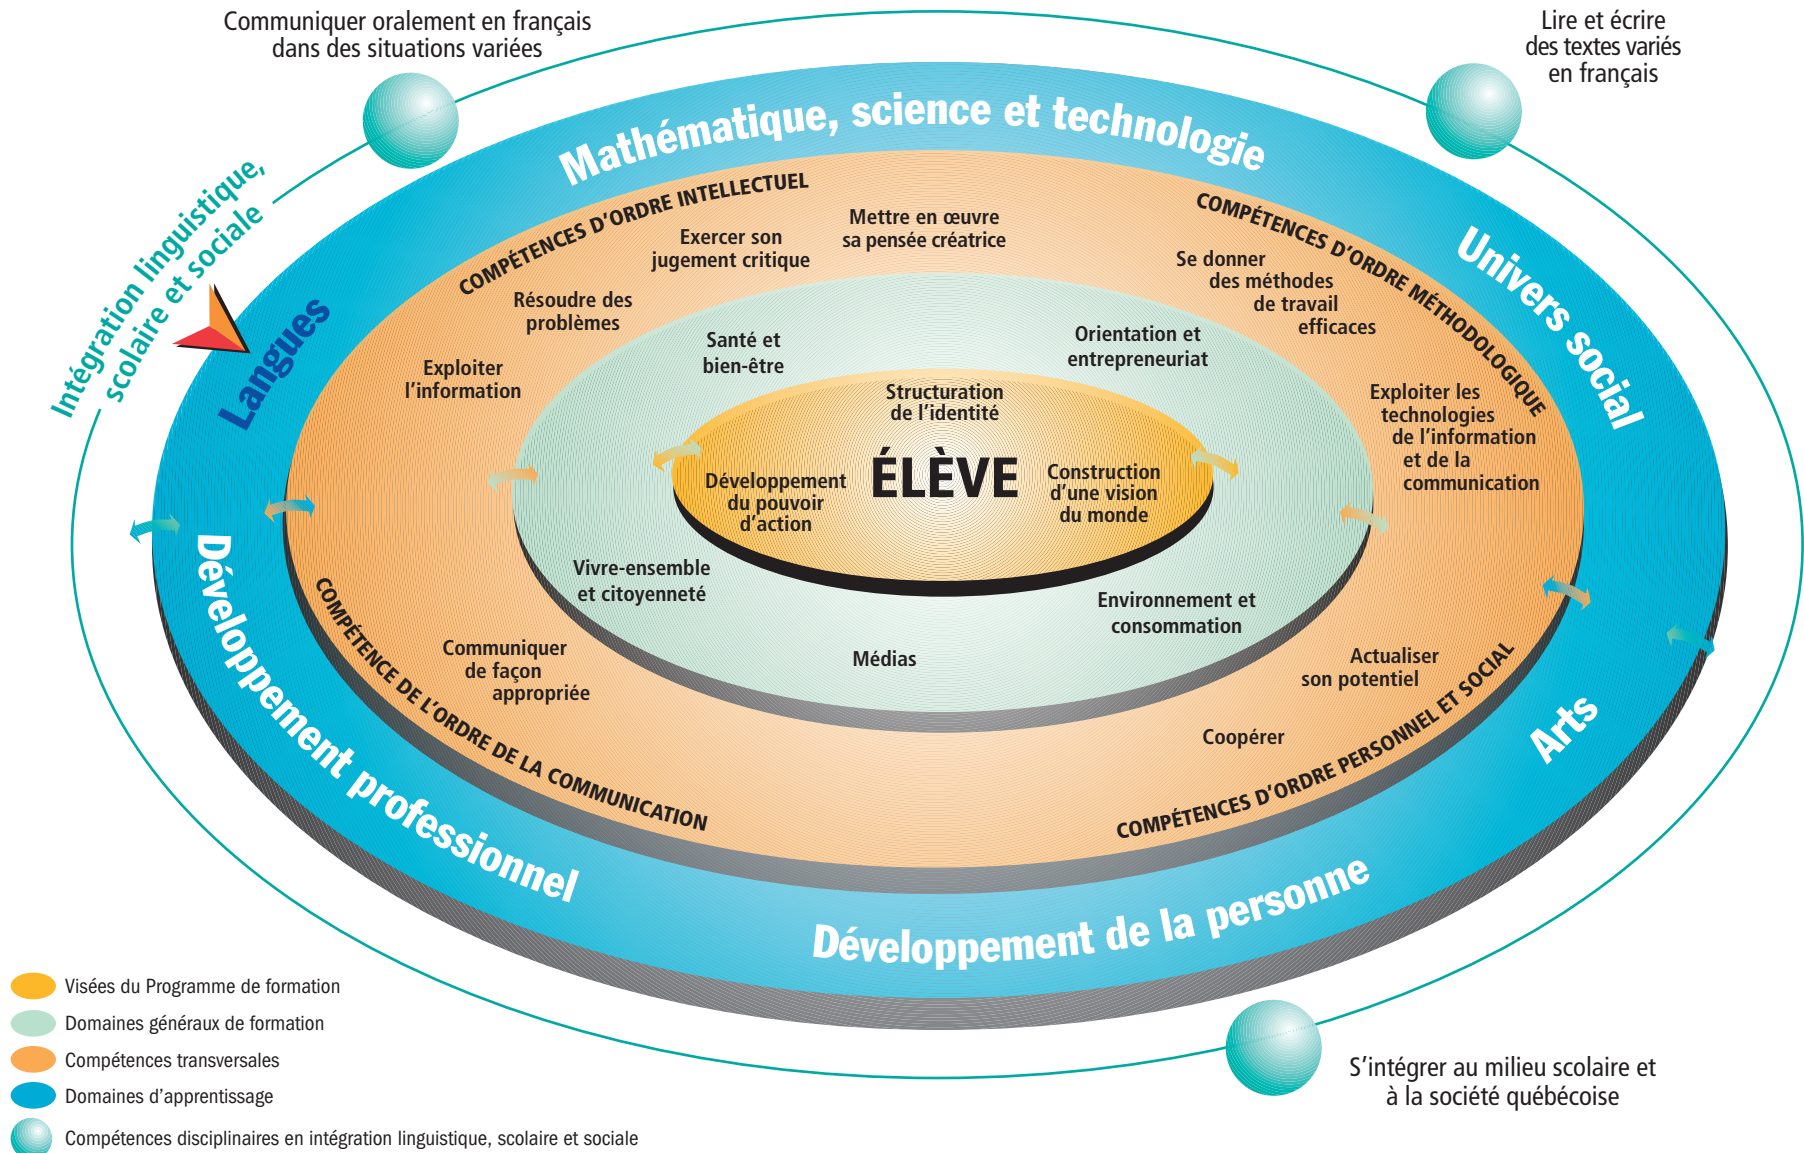 Communiquer oralement en français
dans des situations variées
Lire et écrire
des textes variés
en français
Intégration linguistique,
scolaire et sociale
Mathématique, science et technologie
Langues
Univers social
Arts
Développement de la personne
Développement professionnel
COMPÉTENCES D'ORDRE INTELLECTUEL
Exploiter
l'information
Résoudre des
problèmes
Exercer son
jugement critique
Mettre en œuvre
sa pensée créatrice
COMPÉTENCES D'ORDRE MÉTHODOLOGIQUE
Se donner
des méthodes
de travail
efficaces
Exploiter les
technologies
de l'information
et de la
communication
COMPÉTENCE DE L'ORDRE DE LA COMMUNICATION
Communiquer
de façon
appropriée
COMPÉTENCES D'ORDRE PERSONNEL ET SOCIAL
Actualiser
son potentiel
Coopérer
Santé et
bien-être
Orientation et
entrepreneuriat
Vivre-ensemble
et citoyenneté
Médias
Environnement et
consommation
Structuration
de l'identité
ÉLÈVE
Développement
du pouvoir
d'action
Construction
d'une vision
du monde
S'intégrer au milieu scolaire et
à la société québécoise
Visées du Programme de formation
Domaines généraux de formation
Compétences transversales
Domaines d'apprentissage
Compétences disciplinaires en intégration linguistique, scolaire et sociale